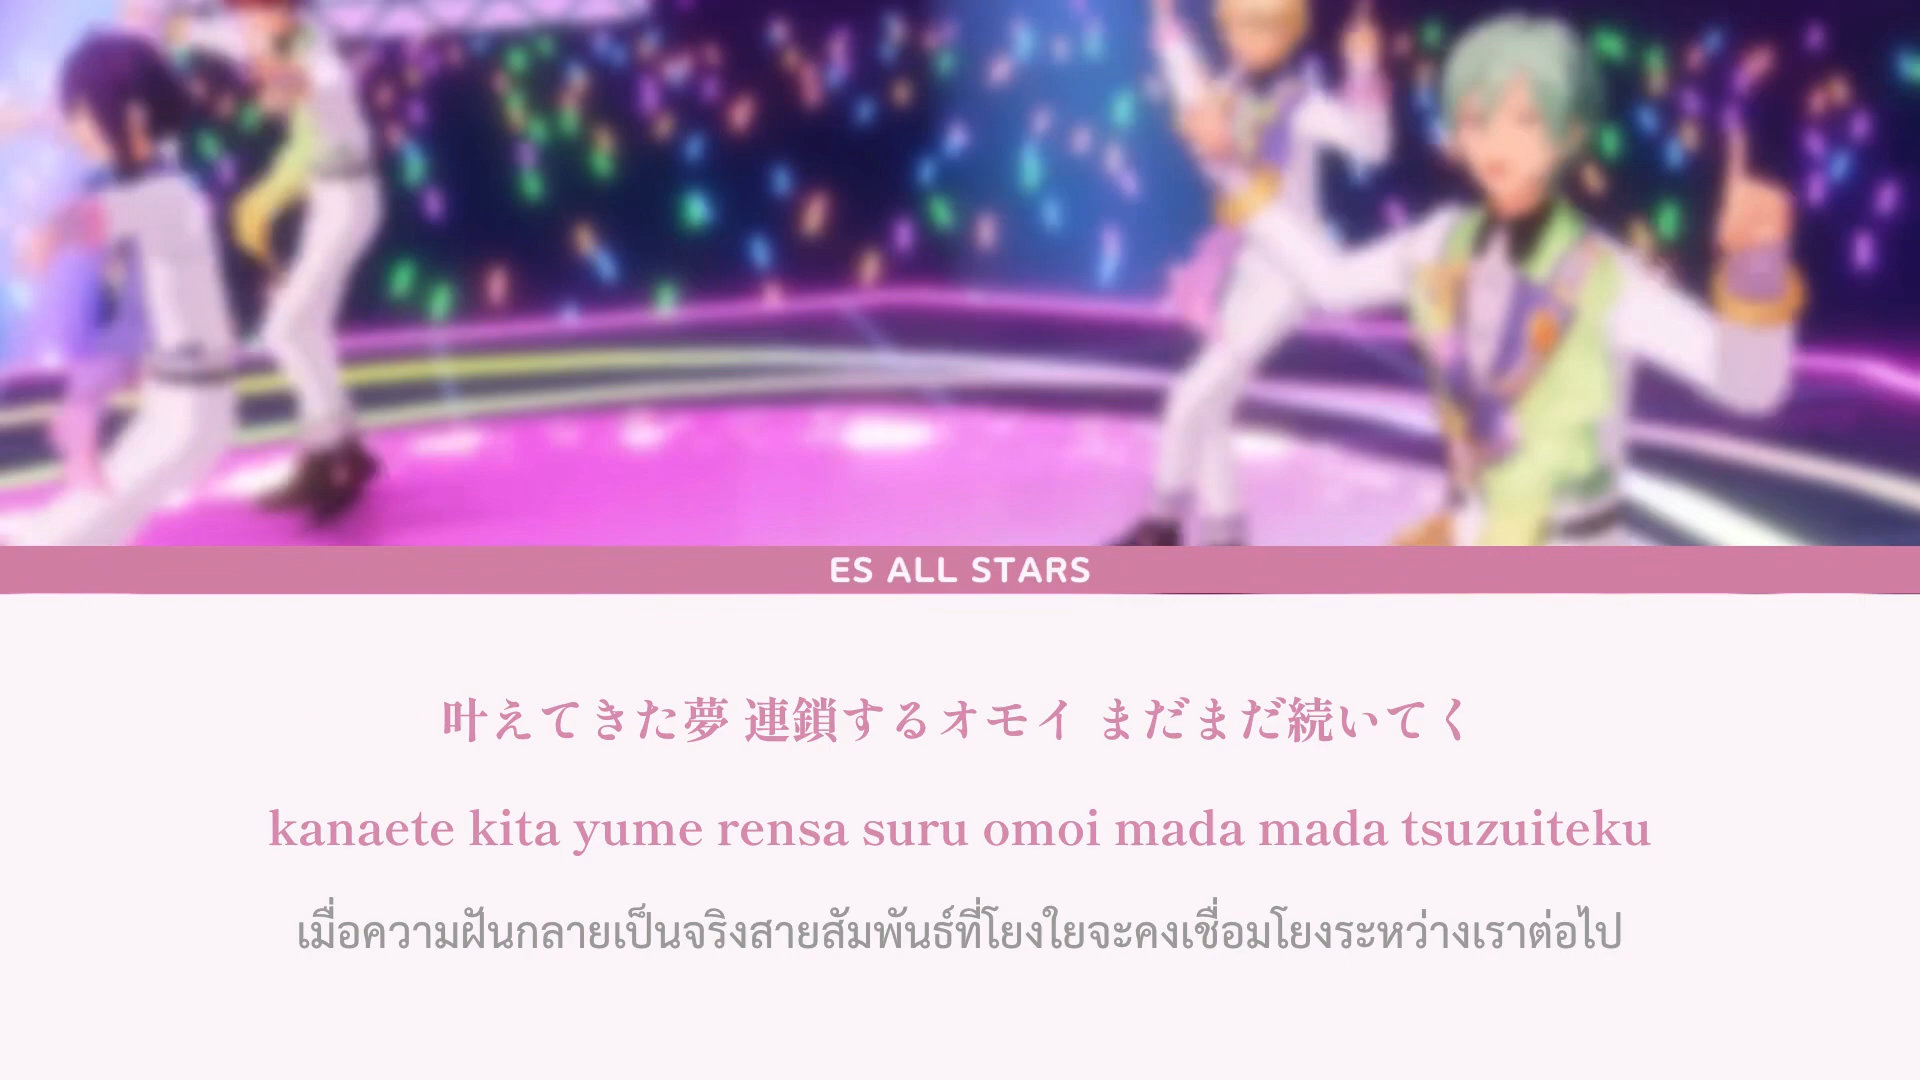 ES ALL STARS
叶えてきた夢 連鎖するオモイ まだまだ続いてく
kanaete kita yume rensa suru omoi mada mada tsuzuiteku
เมื่อความฝันกลายเป็นจริงสายสัมพันธ์ที่โยงใยจะคงเชื่อมโยงระหว่างเราต่อไป